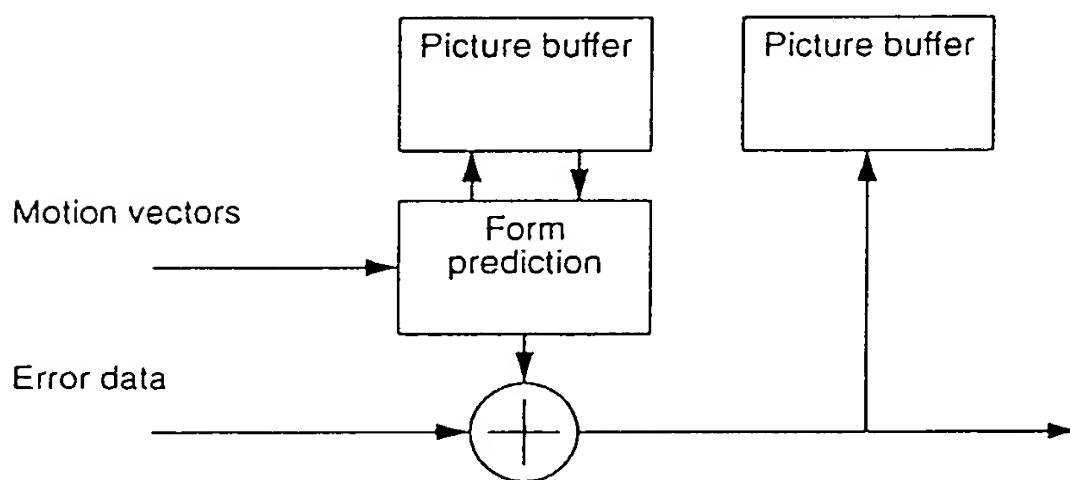 Picture buffer
Picture buffer
Motion vectors
Form
prediction
Error data